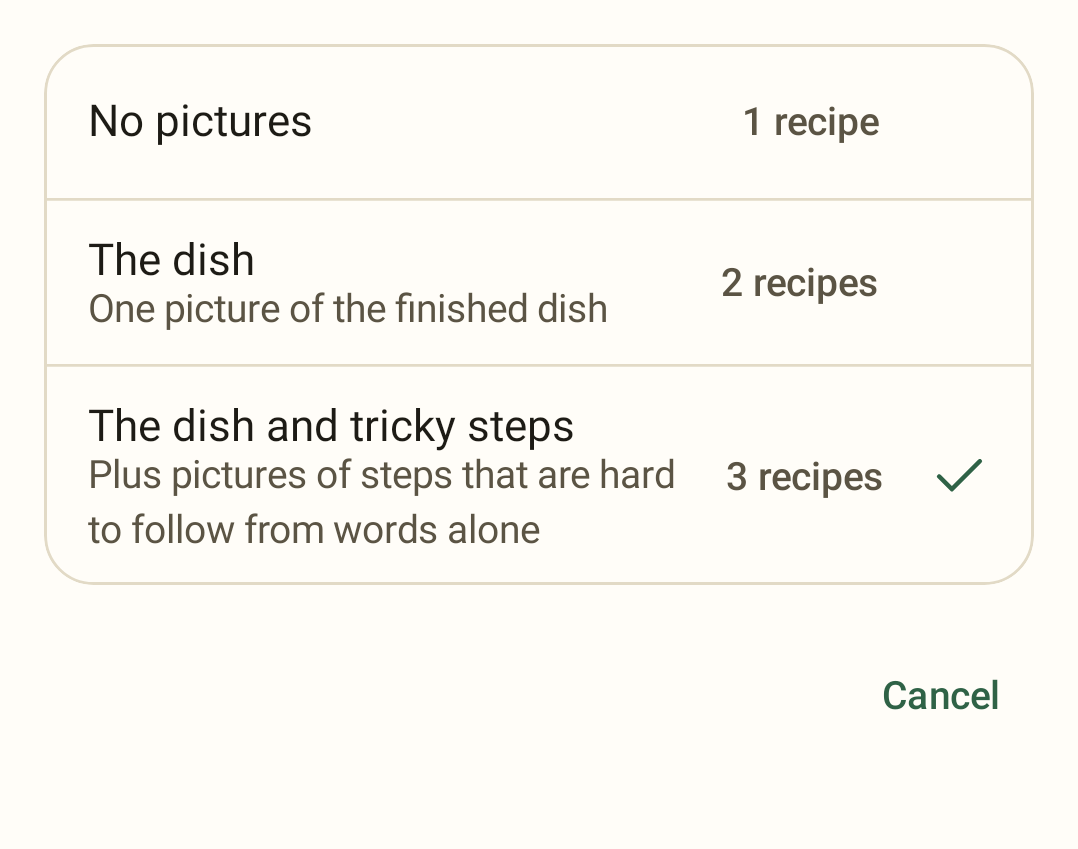 No pictures
1 recipe
The dish
One picture of the finished dish
2 recipes
The dish and tricky steps
Plus pictures of steps that are hard
to follow from words alone
3 recipes
Cancel